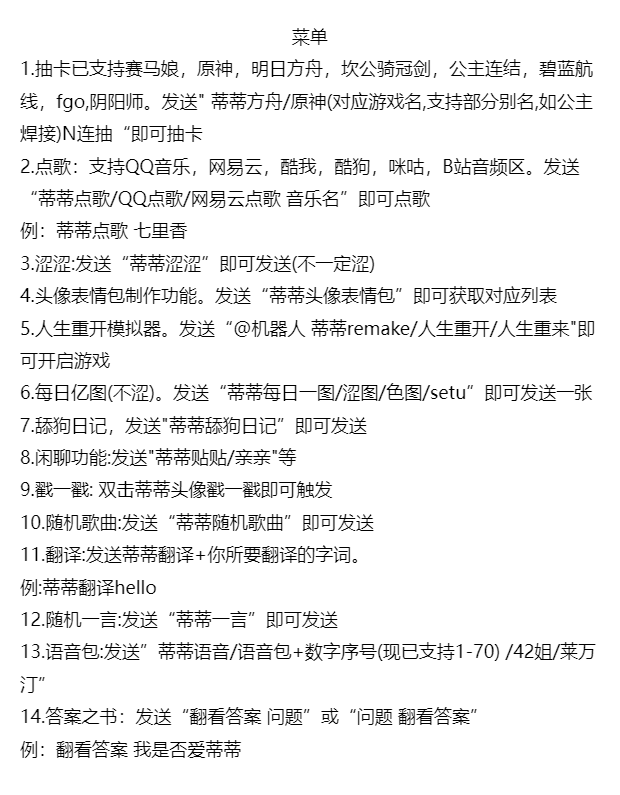 菜单
1.抽卡已支持赛马娘，原神，明日方舟，坎公骑冠剑，公主连结，碧蓝航
线，fgo,阴阳师。发送" 蒂蒂方舟/原神(对应游戏名,支持部分别名,如公主
焊接)N连抽“即可抽卡
2.点歌：支持QQ音乐，网易云，酷我，酷狗，咪咕，B站音频区。发送
“蒂蒂点歌/QQ点歌/网易云点歌 音乐名”即可点歌
例：蒂蒂点歌 七里香
3.涩涩:发送“蒂蒂涩涩”即可发送(不一定涩)
4.头像表情包制作功能。发送“蒂蒂头像表情包”即可获取对应列表
5.人生重开模拟器。发送“@机器人 蒂蒂remake/人生重开/人生重来"即
可开启游戏
6.每日亿图(不涩)。发送“蒂蒂每日一图/涩图/色图/setu”即可发送一张
7.舔狗日记，发送"蒂蒂舔狗日记”即可发送
8.闲聊功能:发送"蒂蒂贴贴/亲亲"等
9.戳一戳: 双击蒂蒂头像戳一戳即可触发
10.随机歌曲:发送“蒂蒂随机歌曲”即可发送
11.翻译:发送蒂蒂翻译+你所要翻译的字词。
例:蒂蒂翻译hello
12.随机一言:发送“蒂蒂一言”即可发送
13.语音包:发送”蒂蒂语音/语音包+数字序号(现已支持1-70) /42姐/莱万
汀”
14.答案之书：发送“翻看答案 问题”或“问题 翻看答案”
例：翻看答案 我是否爱蒂蒂